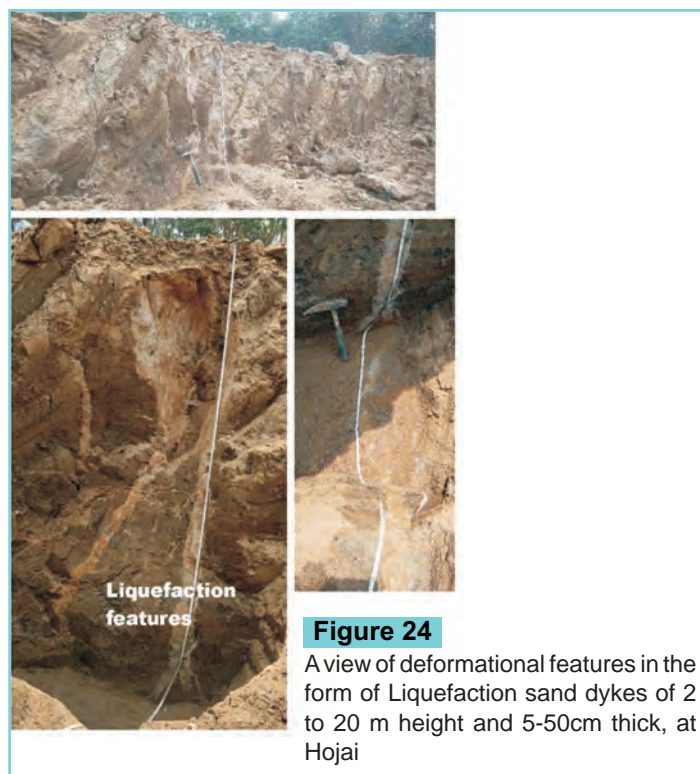 Liquefaction
features
Figure 24
A view of deformational features in the
form of Liquefaction sand dykes of 2
to 20 m height and 5-50cm thick, at
Hojai